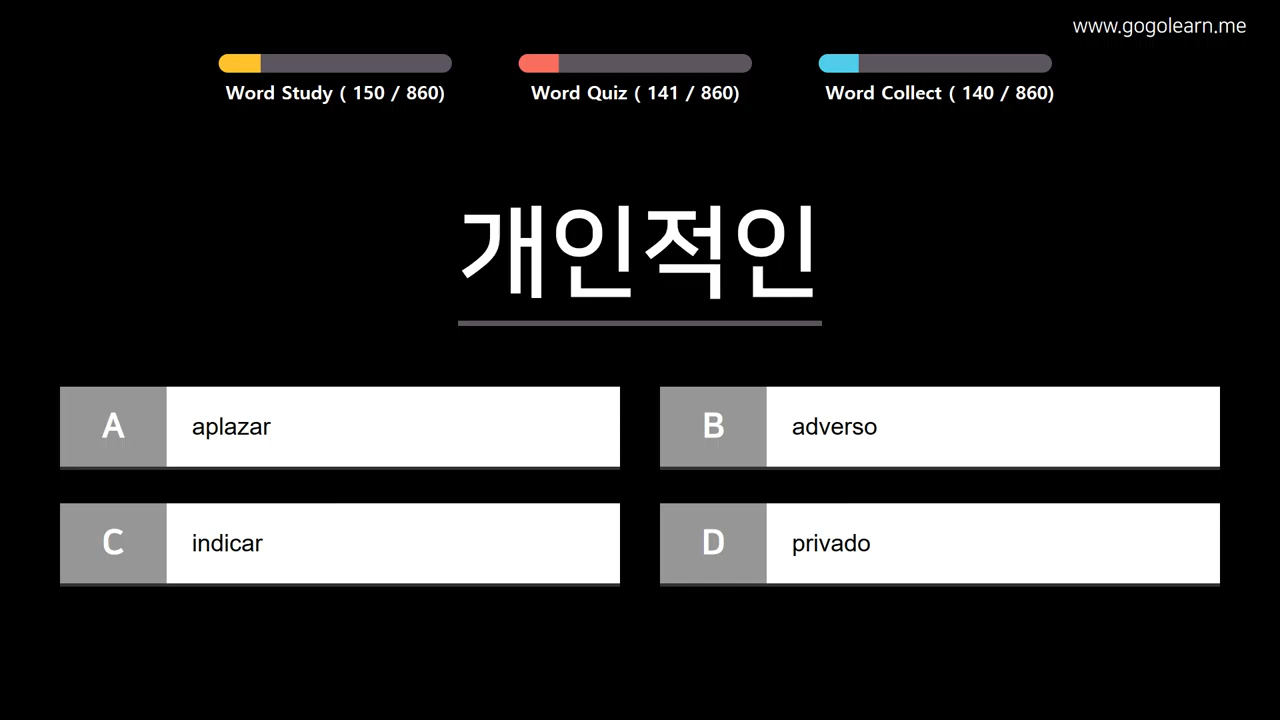 www.gogolearn.me
Word Study ( 150 / 860)
Word Quiz ( 141 / 860)
Word Collect ( 140 / 860)
개인적인
A aplazar
B adverso
C indicar
D privado